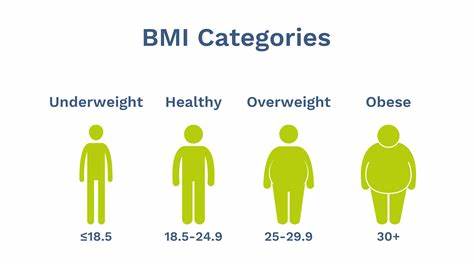 BMI Categories
Underweight Healthy Overweight Obese
≤18.5 18.5-24.9 25-29.9 30+